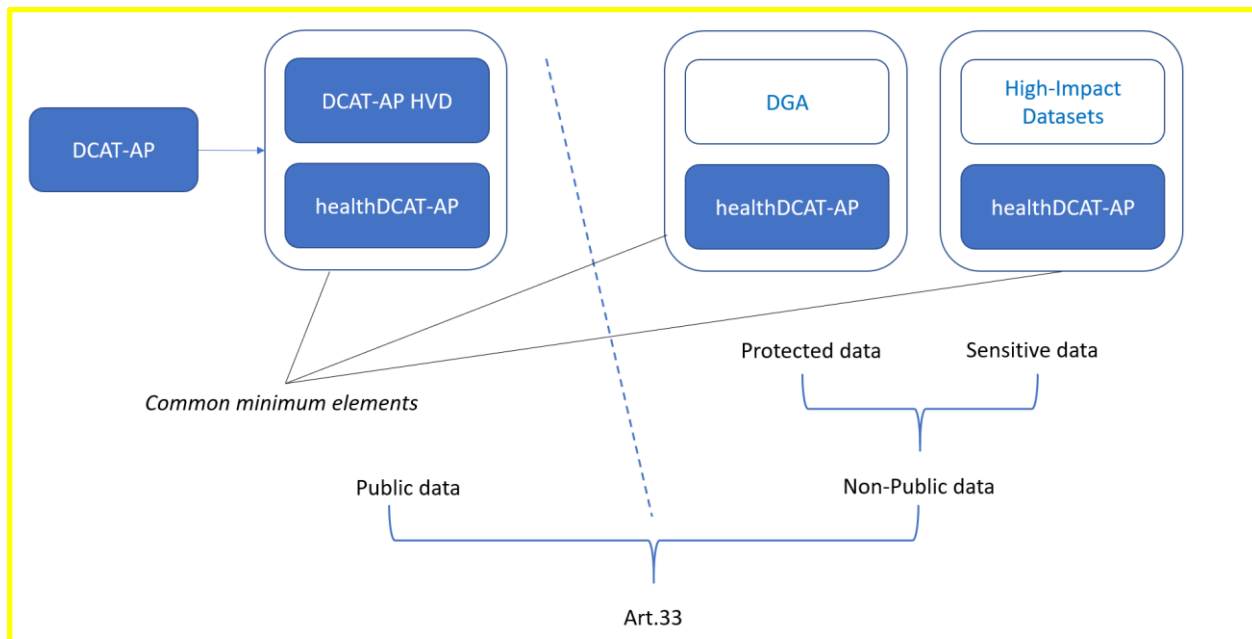 DCAT-AP
DCAT-AP HVD
healthDCAT-AP
DGA
healthDCAT-AP
High-Impact
Datasets
healthDCAT-AP
Common minimum elements
Protected data
Sensitive data
Public data
Non-Public data
Art.33